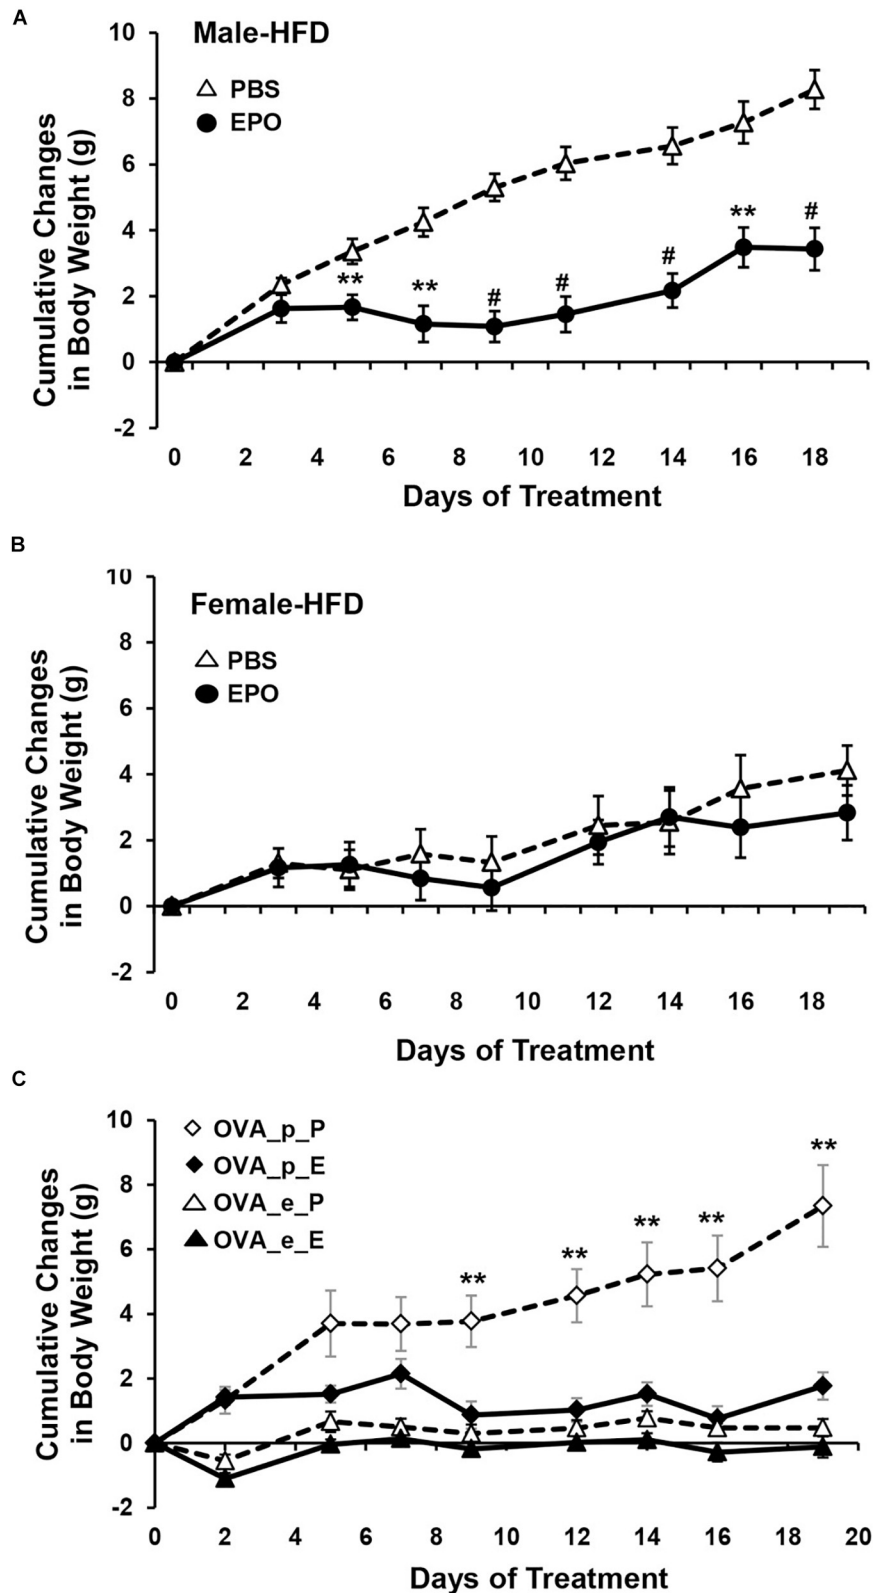 A
Male-HFD
PBS
EPO
Cumulative Changes
in Body Weight (g)
10
8
6
4
2
0
-2
** ** # # # ** #
0 2 4 6 8 10 12 14 16 18
Days of Treatment
B
Female-HFD
PBS
EPO
Cumulative Changes
in Body Weight (g)
10
8
6
4
2
0
-2
0 2 4 6 8 10 12 14 16 18
Days of Treatment
C
OVA_p_P
OVA_p_E
OVA_e_P
OVA_e_E
Cumulative Changes
in Body Weight (g)
10
8
6
4
2
0
-2
** ** ** ** **
0 2 4 6 8 10 12 14 16 18 20
Days of Treatment